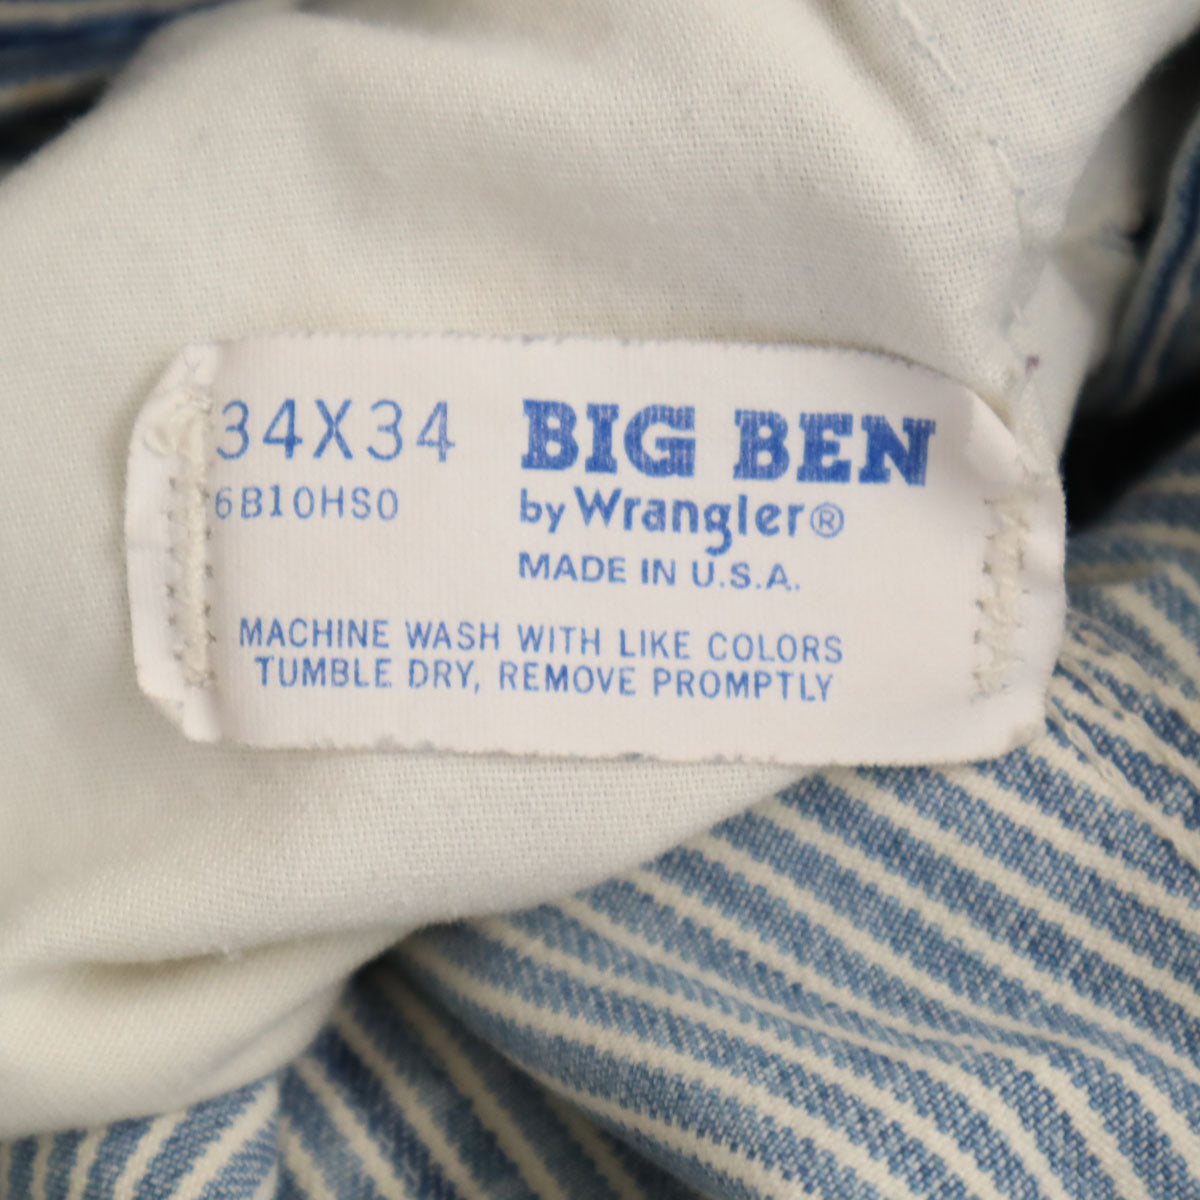 34X34
6B10HS0
BIG BEN
by Wrangler®
MADE IN U.S.A.
MACHINE WASH WITH LIKE COLORS
TUMBLE DRY, REMOVE PROMPTLY